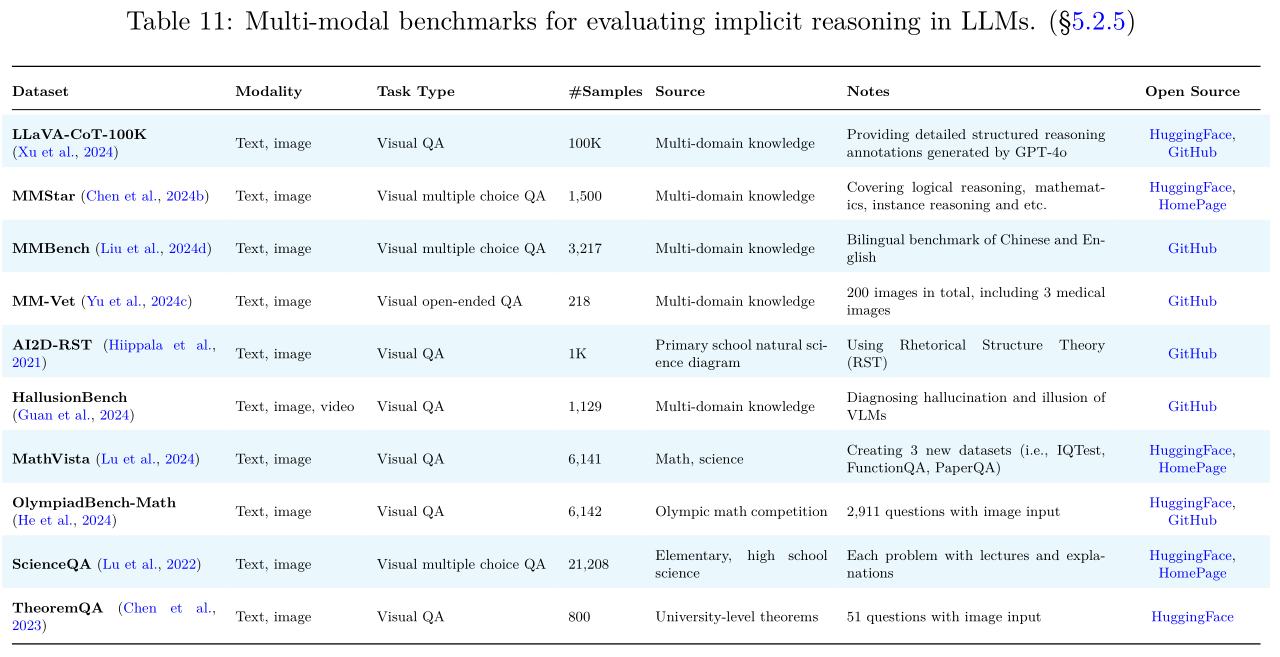 Table 11: Multi-modal benchmarks for evaluating implicit reasoning in LLMs. (§5.2.5)
Dataset Modality Task Type #Samples Source Notes Open Source
LLaVA-CoT-100K
(Xu et al., 2024) Text, image Visual QA 100K Multi-domain knowledge Providing detailed structured reasoning
annotations generated by GPT-4o HuggingFace,
GitHub
MMStar (Chen et al., 2024b) Text, image Visual multiple choice QA 1,500 Multi-domain knowledge Covering logical reasoning, mathemat-
ics, instance reasoning and etc. HuggingFace,
HomePage
MMBench (Liu et al., 2024d) Text, image Visual multiple choice QA 3,217 Multi-domain knowledge Bilingual benchmark of Chinese and En-
glish GitHub
MM-Vet (Yu et al., 2024c) Text, image Visual open-ended QA 218 Multi-domain knowledge 200 images in total, including 3 medical
images GitHub
AI2D-RST (Hiippala et al.,
2021) Text, image Visual QA 1K Primary school natural sci-
ence diagram Using Rhetorical Structure Theory
(RST) GitHub
HallusionBench
(Guan et al., 2024) Text, image, video Visual QA 1,129 Multi-domain knowledge Diagnosing hallucination and illusion of
VLMs GitHub
MathVista (Lu et al., 2024) Text, image Visual QA 6,141 Math, science Creating 3 new datasets (i.e., IQTest,
FunctionQA, PaperQA) HuggingFace,
HomePage
OlympiadBench-Math
(He et al., 2024) Text, image Visual QA 6,142 Olympic math competition 2,911 questions with image input HuggingFace,
GitHub
ScienceQA (Lu et al., 2022) Text, image Visual multiple choice QA 21,208 Elementary, high school
science Each problem with lectures and expla-
nations HuggingFace,
HomePage
TheoremQA (Chen et al.,
2023) Text, image Visual QA 800 University-level theorems 51 questions with image input HuggingFace